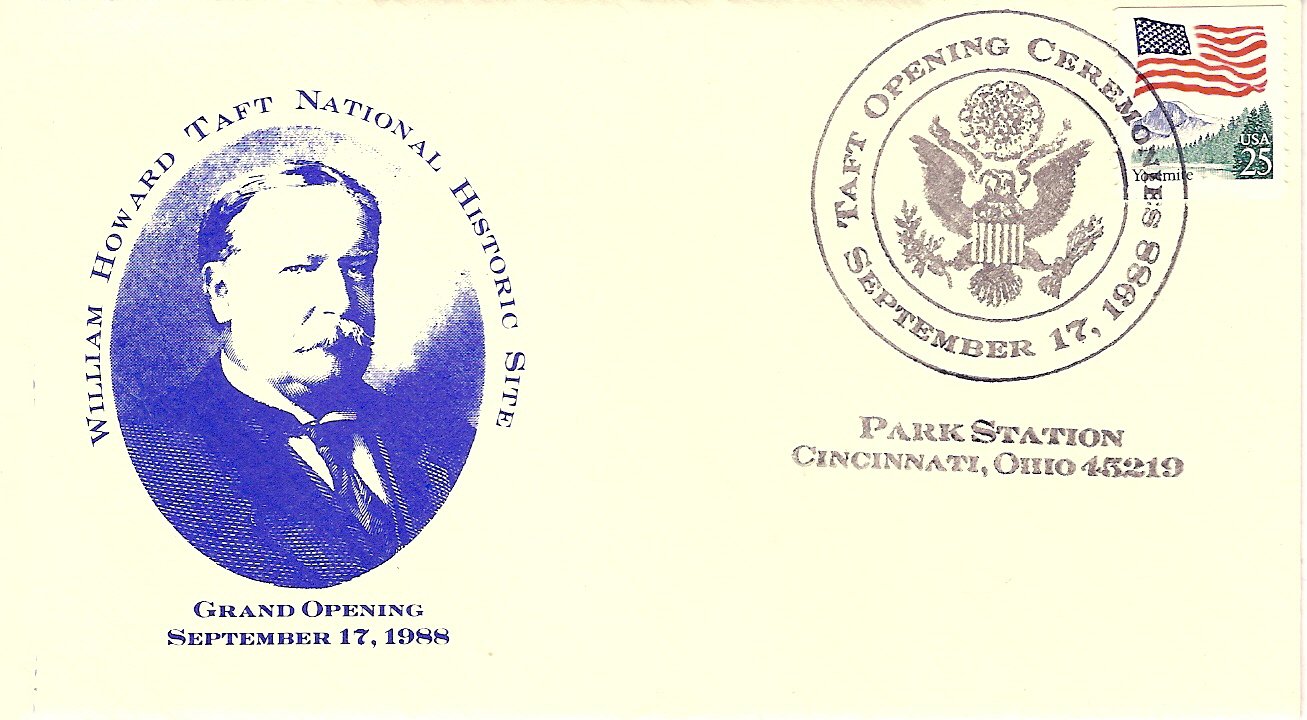 William Howard Taft National Historic Site
Grand Opening
September 17, 1988
Taft Opening Ceremonies
September 17, 1988
Park Station
Cincinnati, Ohio 45219
USA
25
Yosemite